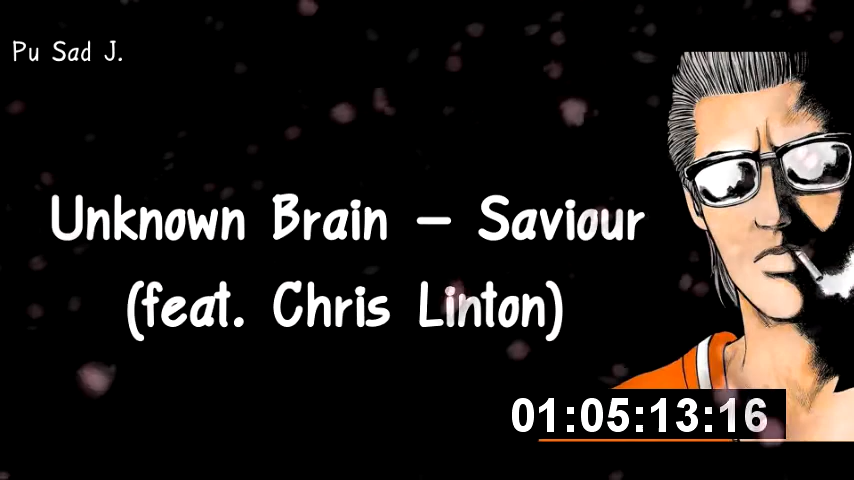 Pu Sad J.
Unknown Brain – Saviour
(feat. Chris Linton)
01:05:13:16